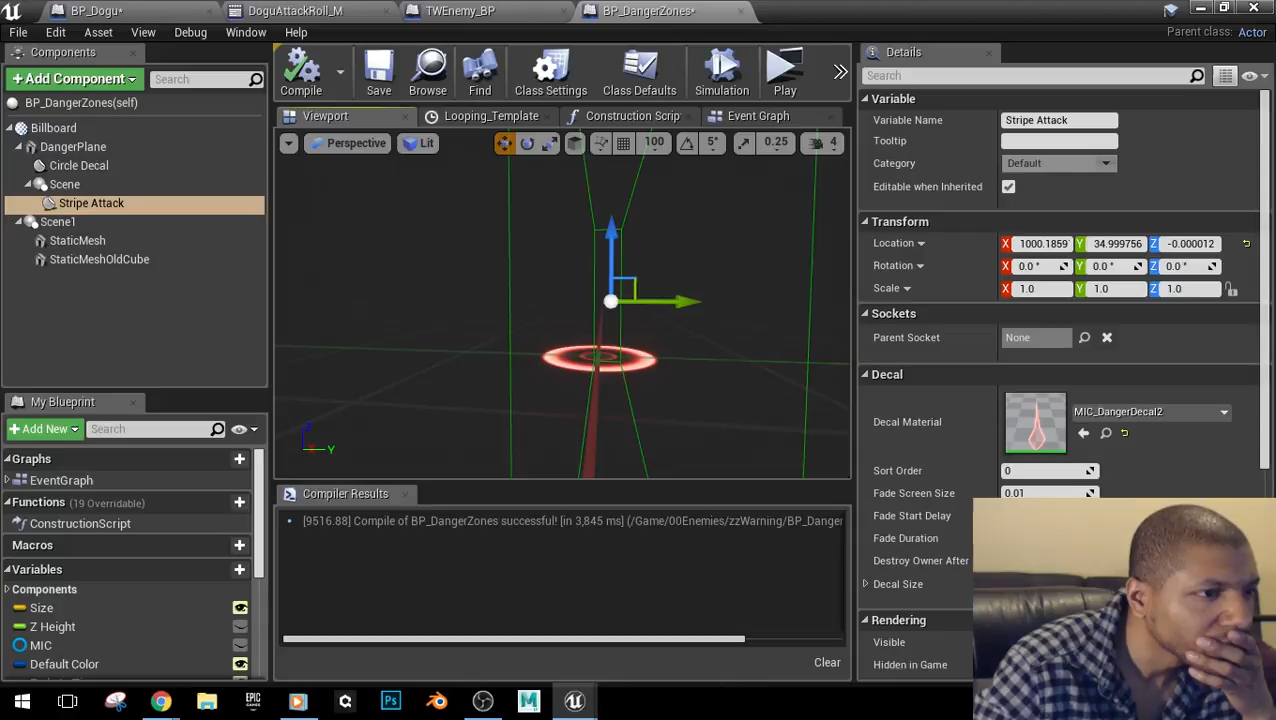 BP_Dogu*
DoguAttackRoll_M
TWEnemy_BP
BP_DangerZones*
File
Edit
Asset
View
Debug
Window
Help
Parent class: Actor
Components
+ Add Component
Search
BP_DangerZones(self)
Billboard
DangerPlane
Circle Decal
Scene
Stripe Attack
Scene1
StaticMesh
StaticMeshOldCube
Compile
Save
Browse
Find
Class Settings
Class Defaults
Simulation
Play
Viewport
Looping_Template
Construction Scrip
Event Graph
Perspective
Lit
100
5°
0.25
4
Z
X
Y
My Blueprint
+ Add New
Search
Graphs
EventGraph
Functions (19 Overridable)
ConstructionScript
Macros
Variables
Components
Size
Z Height
MIC
Default Color
Compiler Results
[9516.88] Compile of BP_DangerZones successful! [in 3,845 ms] (/Game/00Enemies/zzWarning/BP_Danger
Clear
Details
Search
Variable
Variable Name
Stripe Attack
Tooltip
Category
Default
Editable when Inherited
Transform
Location
X 1000.1859 Y 34.999756 Z -0.000012
Rotation
X 0.0 ° Y 0.0 ° Z 0.0 °
Scale
X 1.0 Y 1.0 Z 1.0
Sockets
Parent Socket
None
Decal
Decal Material
MIC_DangerDecal2
Sort Order
0
Fade Screen Size
0.01
Fade Start Delay
Fade Duration
Destroy Owner After
Decal Size
Rendering
Visible
Hidden in Game
EPIC
GAMES
Ps
M